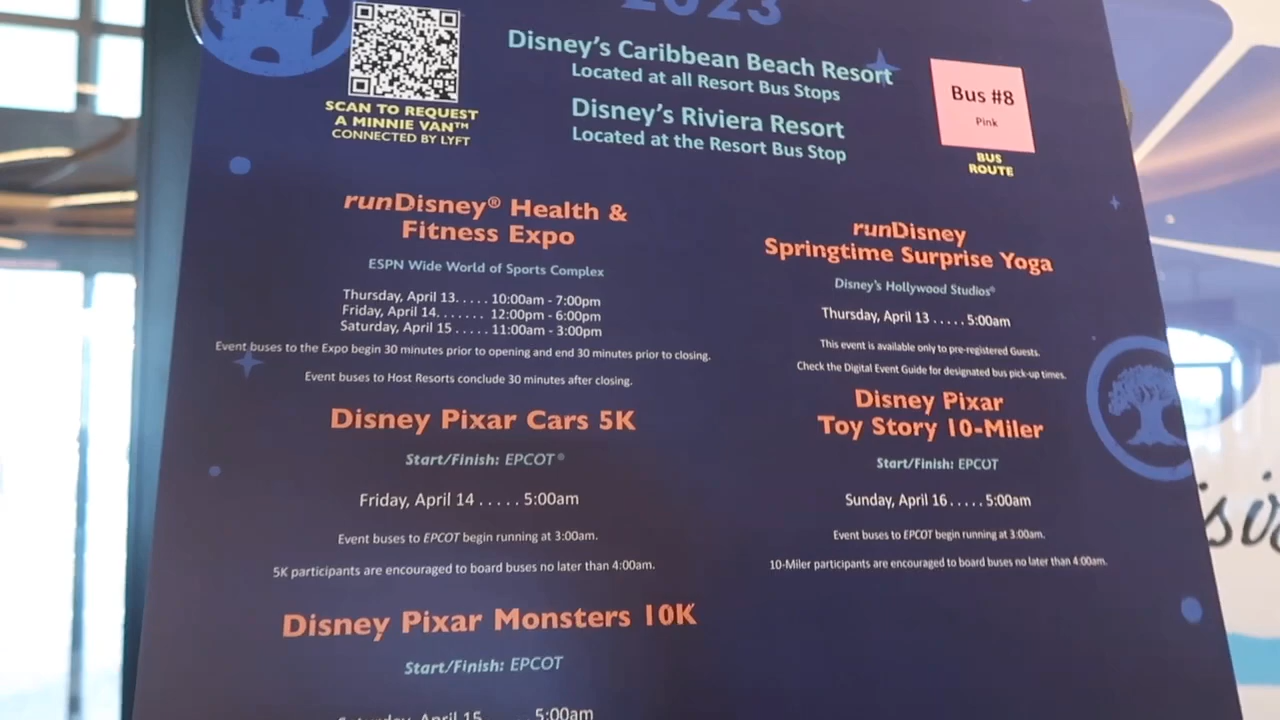 2023
Disney's Caribbean Beach Resort
Located at all Resort Bus Stops
Disney's Riviera Resort
Located at the Resort Bus Stop
SCAN TO REQUEST
A MINNIE VAN™
CONNECTED BY LYFT
Bus #8
Pink
BUS
ROUTE
runDisney® Health &
Fitness Expo
ESPN Wide World of Sports Complex
Thursday, April 13. . . . . 10:00am - 7:00pm
Friday, April 14. . . . . . . 12:00pm - 6:00pm
Saturday, April 15 . . . . . 11:00am - 3:00pm
Event buses to the Expo begin 30 minutes prior to opening and end 30 minutes prior to closing.
Event buses to Host Resorts conclude 30 minutes after closing.
Disney Pixar Cars 5K
Start/Finish: EPCOT®
Friday, April 14 . . . . . 5:00am
Event buses to EPCOT begin running at 3:00am.
5K participants are encouraged to board buses no later than 4:00am.
Disney Pixar Monsters 10K
Start/Finish: EPCOT
Saturday, April 15 . . . . . 5:00am
runDisney
Springtime Surprise Yoga
Disney's Hollywood Studios®
Thursday, April 13 . . . . . 5:00am
This event is available only to pre-registered Guests.
Check the Digital Event Guide for designated bus pick-up times.
Disney Pixar
Toy Story 10-Miler
Start/Finish: EPCOT
Sunday, April 16 . . . . . 5:00am
Event buses to EPCOT begin running at 3:00am.
10-Miler participants are encouraged to board buses no later than 4:00am.